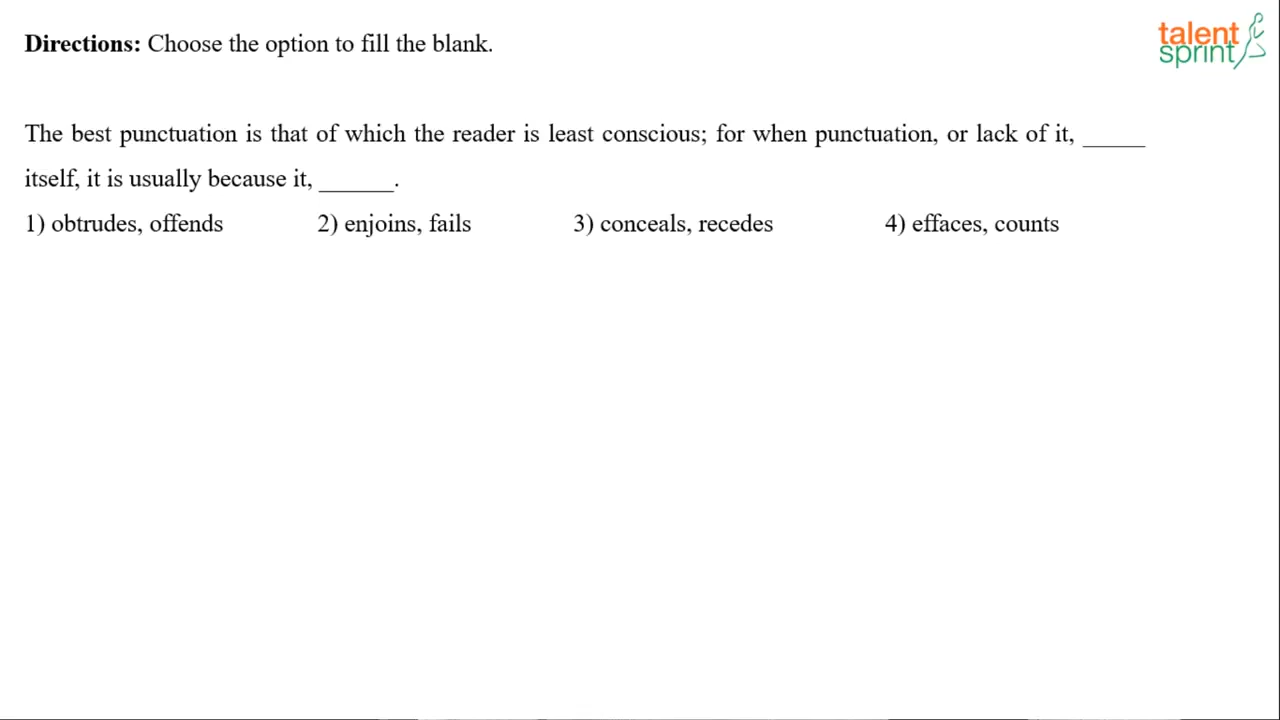 Directions: Choose the option to fill the blank.
talent
sprint
The best punctuation is that of which the reader is least conscious; for when punctuation, or lack of it, _____
itself, it is usually because it, ______.
1) obtrudes, offends 2) enjoins, fails 3) conceals, recedes 4) effaces, counts